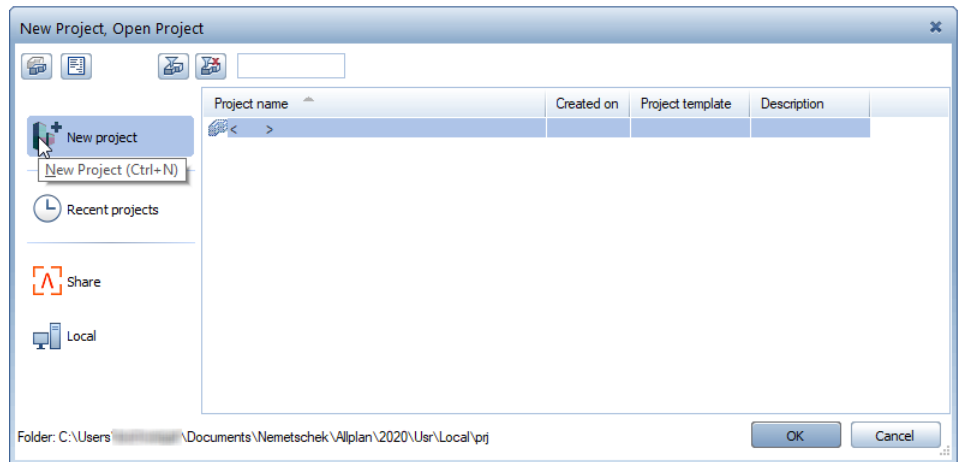 New Project, Open Project
Project name Created on Project template Description
New project
< >
New Project (Ctrl+N)
Recent projects
Share
Local
Folder: C:\Users\ \Documents\Nemetschek\Allplan\2020\Usr\Local\prj
OK Cancel